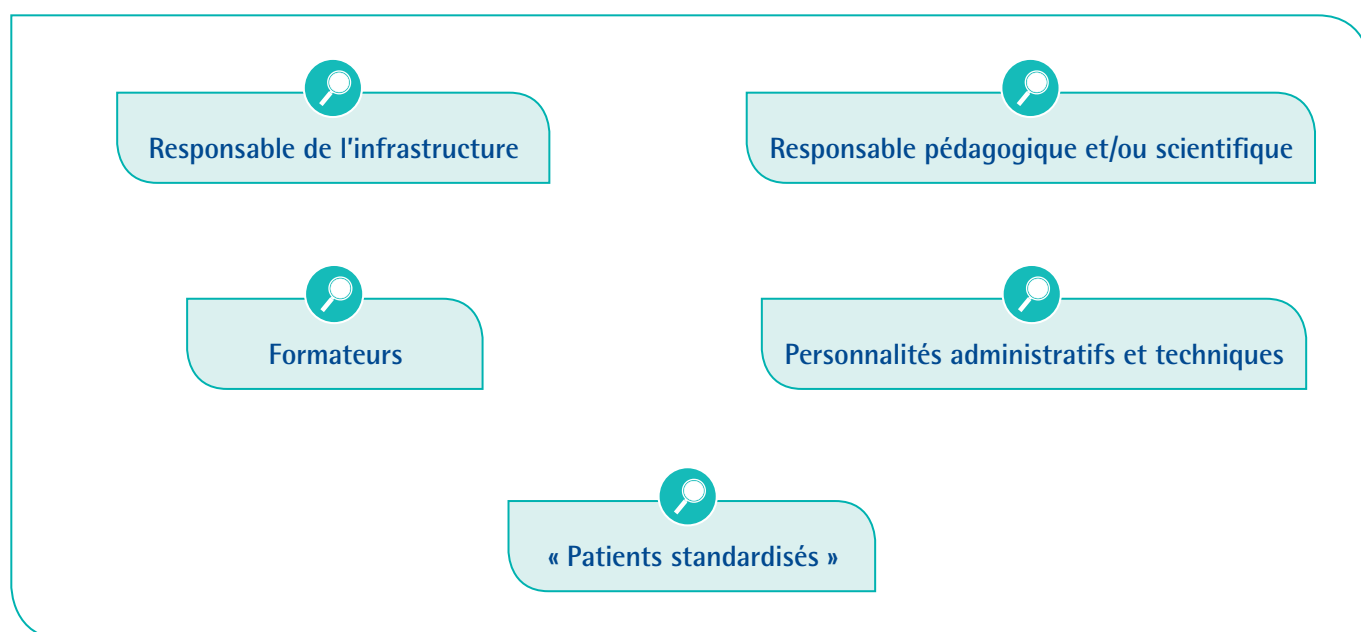 Responsable de l'infrastructure
Responsable pédagogique et/ou scientifique
Formateurs
Personnalités administratifs et techniques
« Patients standardisés »